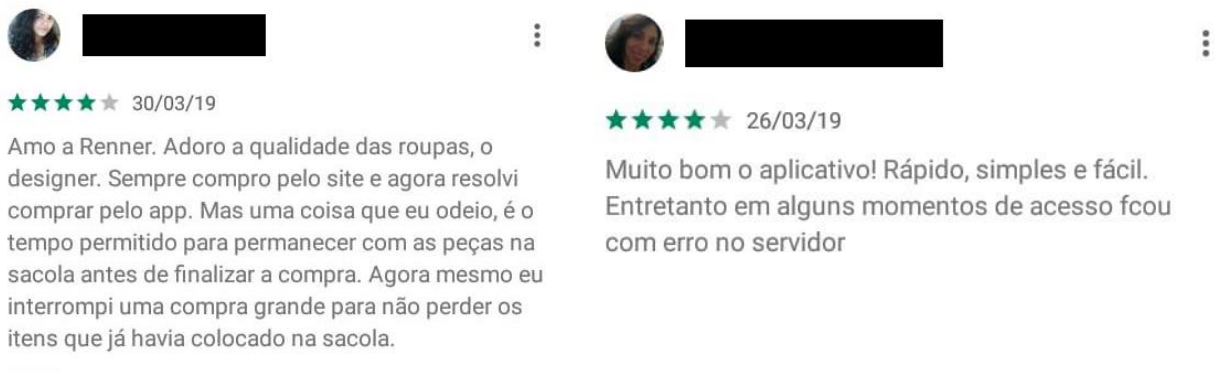 30/03/19
Amo a Renner. Adoro a qualidade das roupas, o
designer. Sempre compro pelo site e agora resolvi
comprar pelo app. Mas uma coisa que eu odeio, é o
tempo permitido para permanecer com as peças na
sacola antes de finalizar a compra. Agora mesmo eu
interrompi uma compra grande para não perder os
itens que já havia colocado na sacola.
26/03/19
Muito bom o aplicativo! Rápido, simples e fácil.
Entretanto em alguns momentos de acesso fcou
com erro no servidor